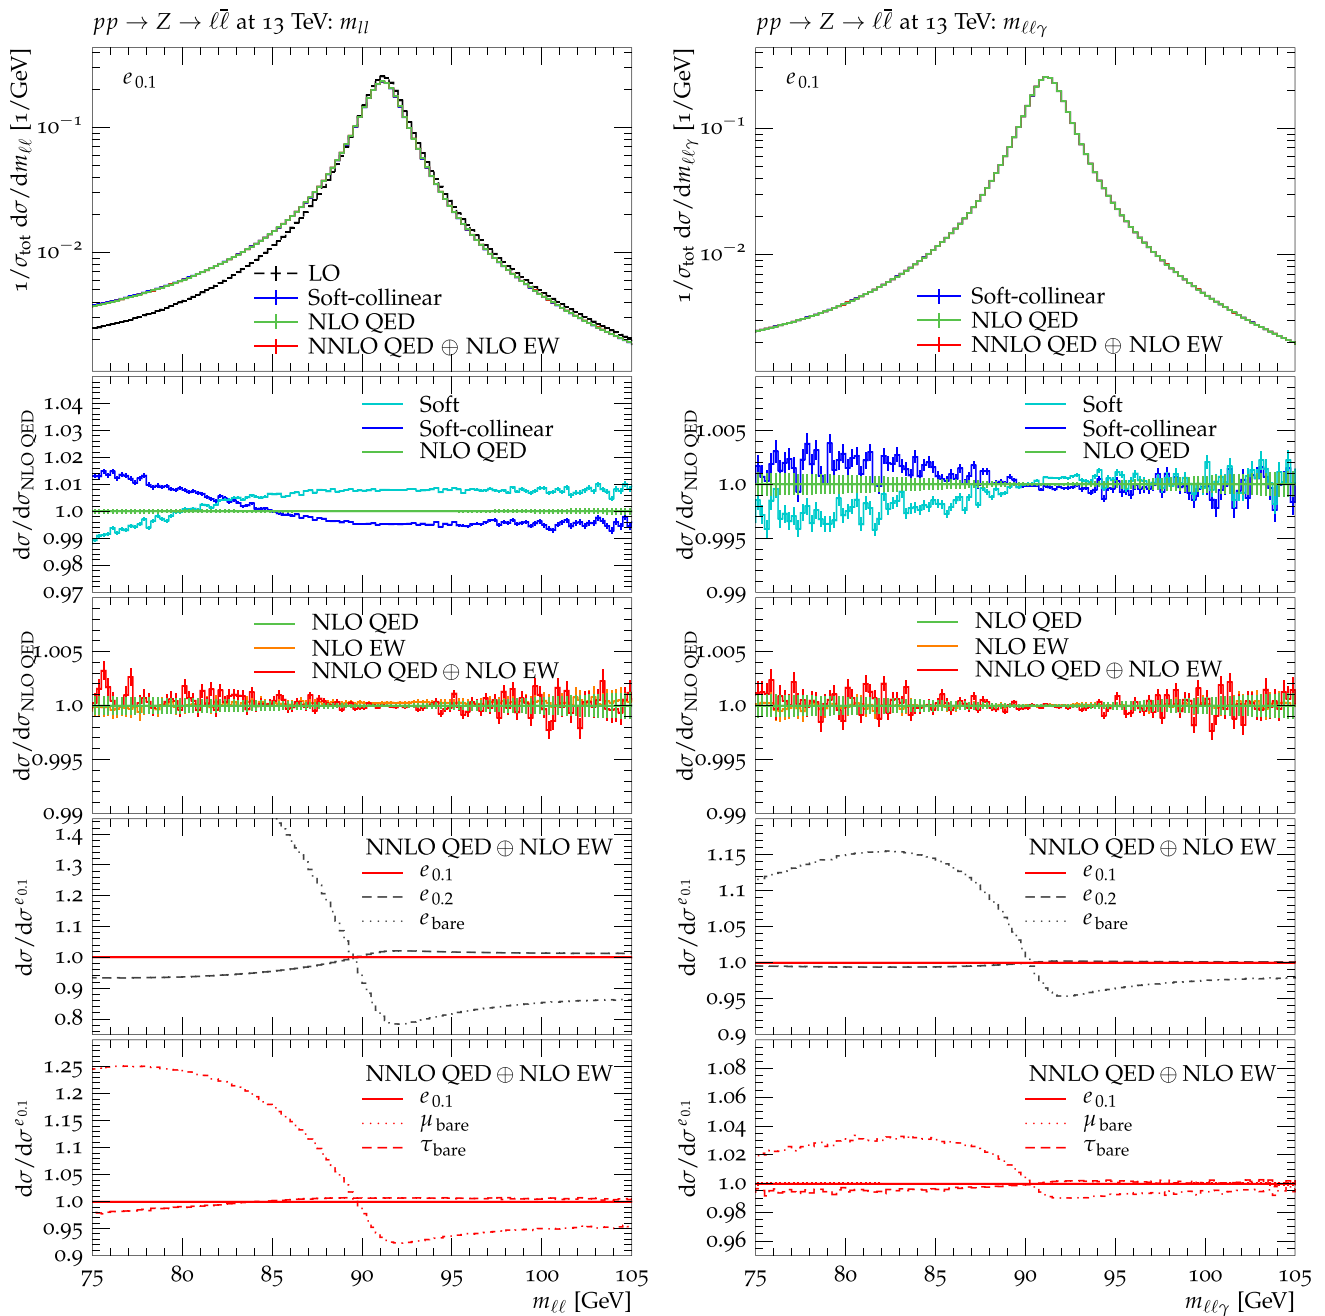 pp → Z → ℓℓ̄ at 13 TeV: m_ll
1/σ_tot dσ/dm_ℓℓ [1/GeV]
e_0.1
10⁻¹
10⁻²
LO
Soft-collinear
NLO QED
NNLO QED ⊕ NLO EW
dσ/dσ_NLO QED
1.04
1.03
1.02
1.01
1.0
0.99
0.98
0.97
Soft
Soft-collinear
NLO QED
dσ/dσ_NLO QED
1.005
1.0
0.995
0.99
NLO QED
NLO EW
NNLO QED ⊕ NLO EW
dσ/dσ^e_0.1
1.4
1.3
1.2
1.1
1.0
0.9
0.8
NNLO QED ⊕ NLO EW
e_0.1
e_0.2
e_bare
dσ/dσ^e_0.1
1.25
1.2
1.15
1.1
1.05
1.0
0.95
0.9
NNLO QED ⊕ NLO EW
e_0.1
μ_bare
τ_bare
75 80 85 90 95 100 105
m_ℓℓ [GeV]
pp → Z → ℓℓ̄ at 13 TeV: m_ℓℓγ
1/σ_tot dσ/dm_ℓℓγ [1/GeV]
e_0.1
10⁻¹
10⁻²
Soft-collinear
NLO QED
NNLO QED ⊕ NLO EW
dσ/dσ_NLO QED
1.005
1.0
0.995
0.99
Soft
Soft-collinear
NLO QED
dσ/dσ_NLO QED
1.005
1.0
0.995
0.99
NLO QED
NLO EW
NNLO QED ⊕ NLO EW
dσ/dσ^e_0.1
1.15
1.1
1.05
1.0
0.95
0.9
NNLO QED ⊕ NLO EW
e_0.1
e_0.2
e_bare
dσ/dσ^e_0.1
1.08
1.06
1.04
1.02
1.0
0.98
0.96
NNLO QED ⊕ NLO EW
e_0.1
μ_bare
τ_bare
75 80 85 90 95 100 105
m_ℓℓγ [GeV]